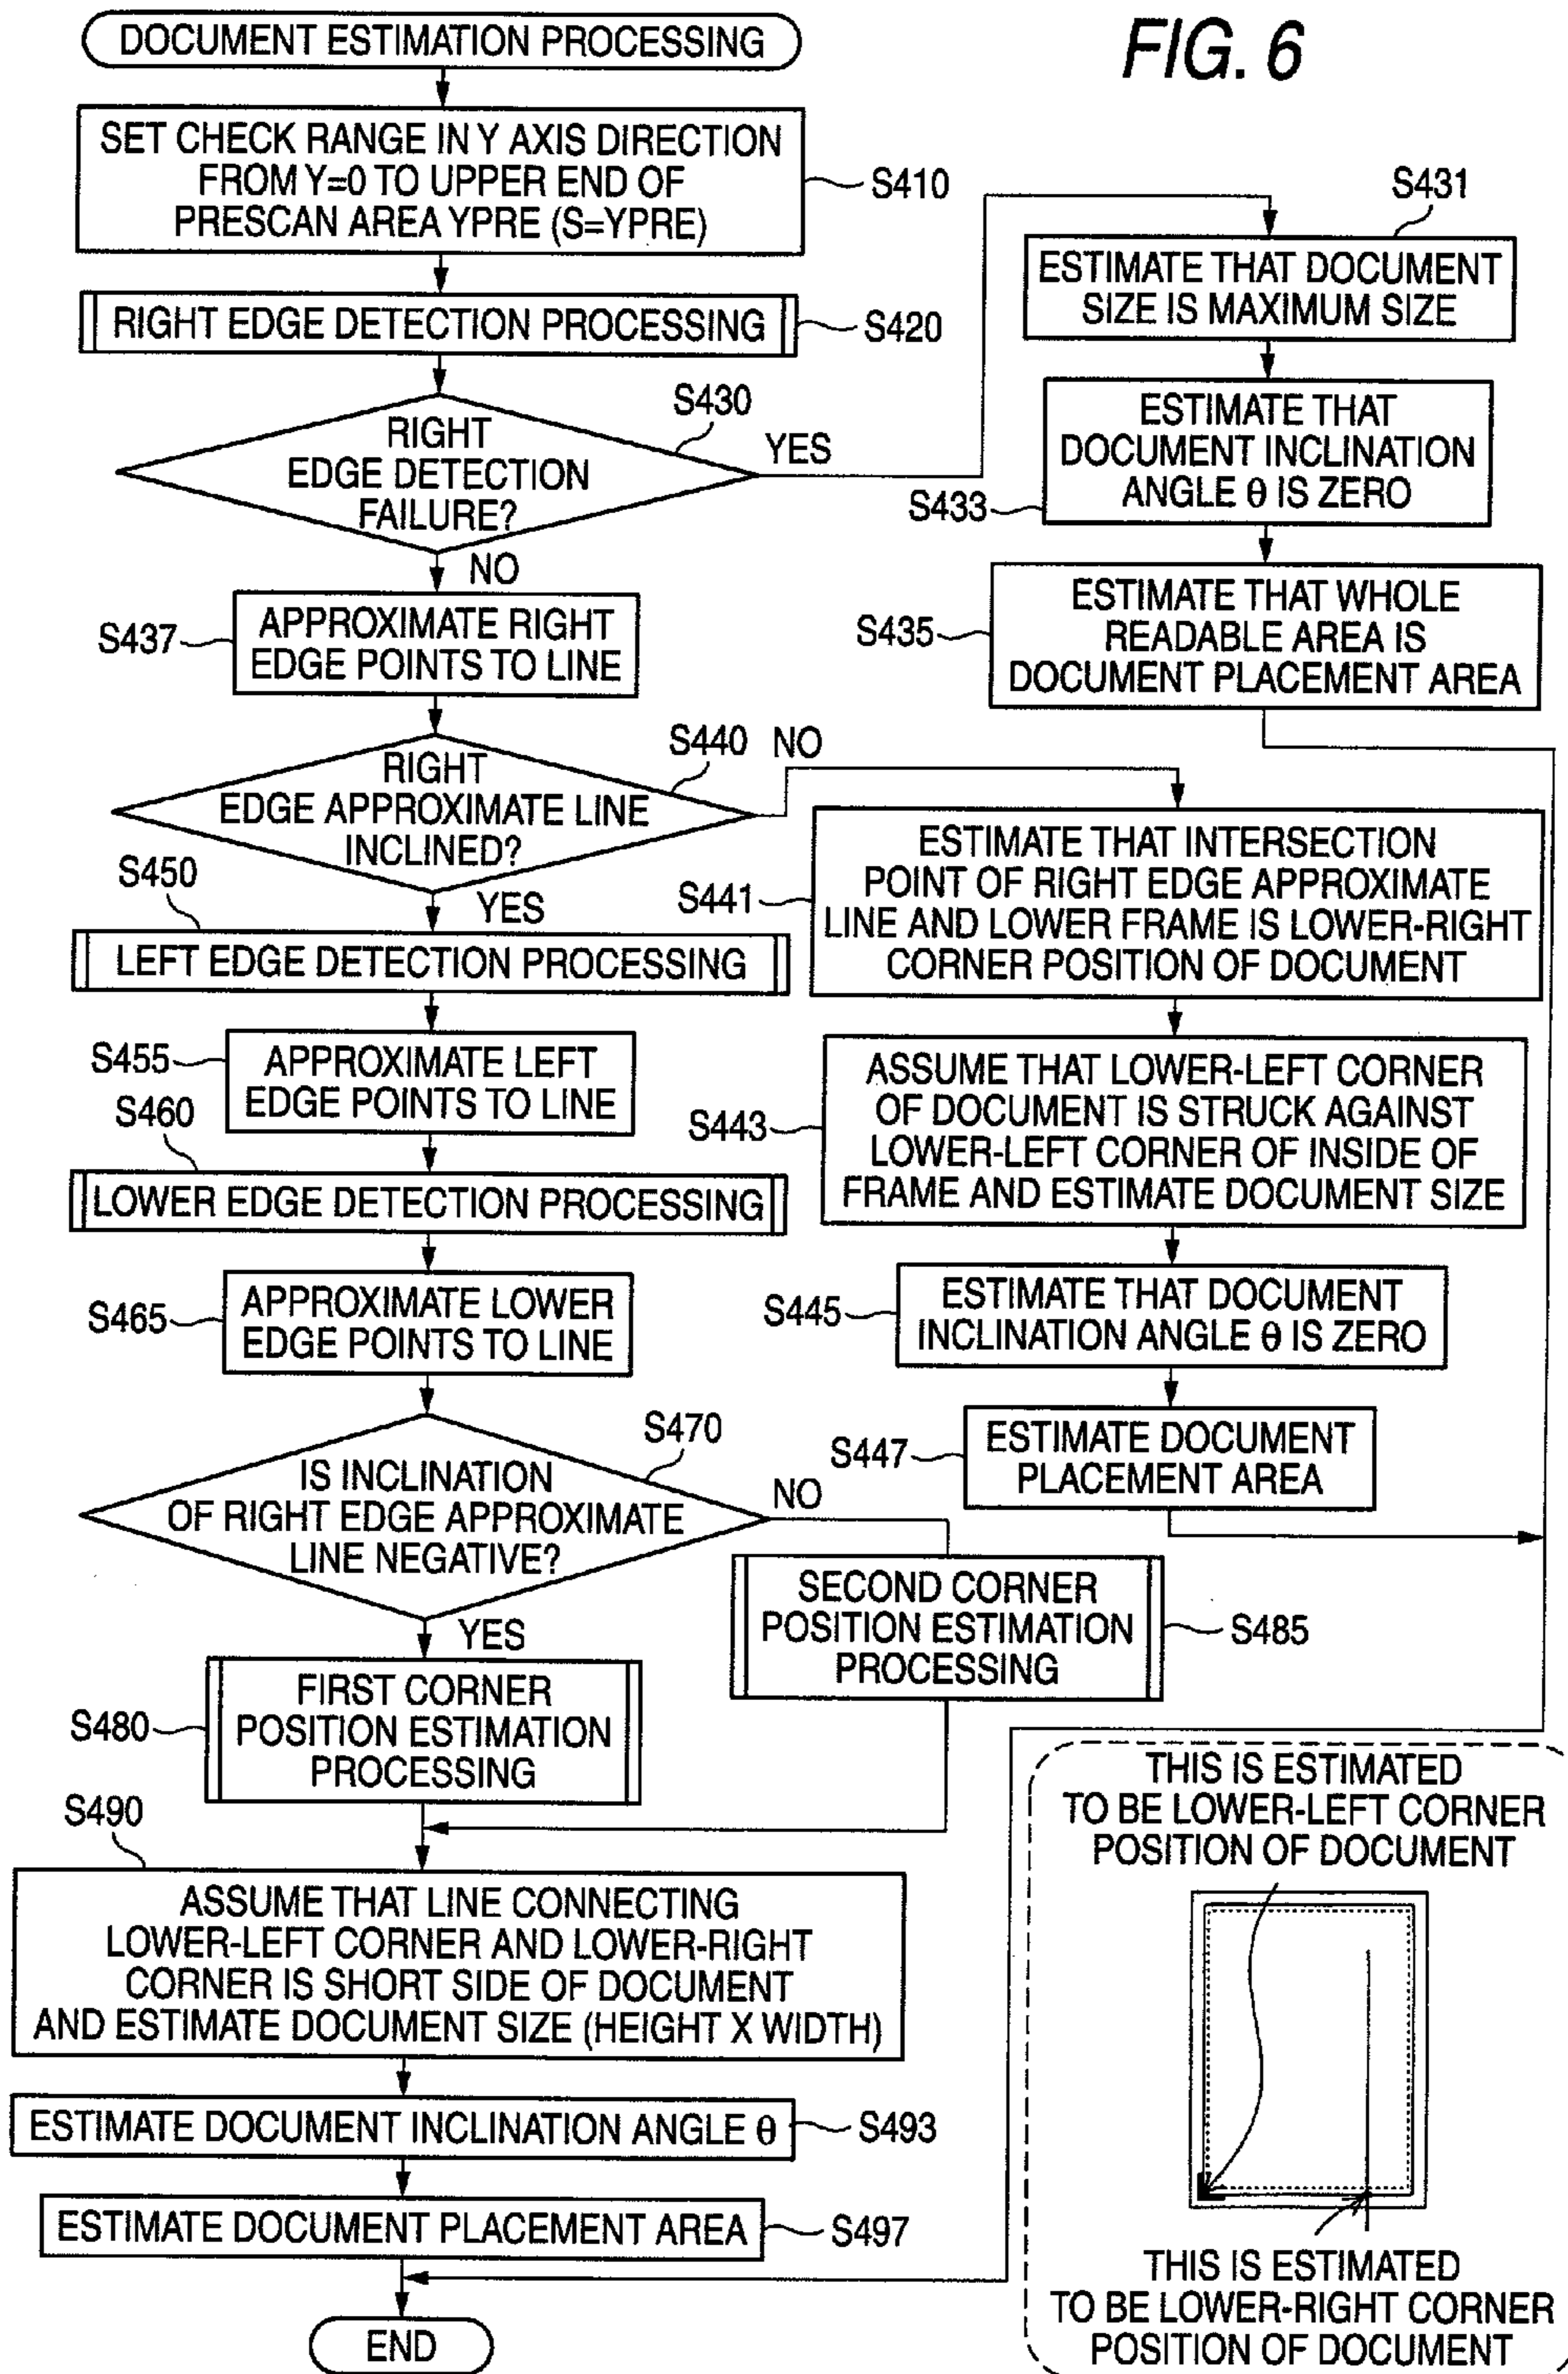 FIG. 6
DOCUMENT ESTIMATION PROCESSING
SET CHECK RANGE IN Y AXIS DIRECTION
FROM Y=0 TO UPPER END OF
PRESCAN AREA YPRE (S=YPRE)
S410
RIGHT EDGE DETECTION PROCESSING
S420
RIGHT
EDGE DETECTION
FAILURE?
S430
YES
NO
S431
ESTIMATE THAT DOCUMENT
SIZE IS MAXIMUM SIZE
ESTIMATE THAT
DOCUMENT INCLINATION
ANGLE θ IS ZERO
S433
ESTIMATE THAT WHOLE
READABLE AREA IS
DOCUMENT PLACEMENT AREA
S435
S437
APPROXIMATE RIGHT
EDGE POINTS TO LINE
RIGHT
EDGE APPROXIMATE LINE
INCLINED?
S440
NO
YES
S441
ESTIMATE THAT INTERSECTION
POINT OF RIGHT EDGE APPROXIMATE
LINE AND LOWER FRAME IS LOWER-RIGHT
CORNER POSITION OF DOCUMENT
S443
ASSUME THAT LOWER-LEFT CORNER
OF DOCUMENT IS STRUCK AGAINST
LOWER-LEFT CORNER OF INSIDE OF
FRAME AND ESTIMATE DOCUMENT SIZE
S445
ESTIMATE THAT DOCUMENT
INCLINATION ANGLE θ IS ZERO
S447
ESTIMATE DOCUMENT
PLACEMENT AREA
S450
LEFT EDGE DETECTION PROCESSING
S455
APPROXIMATE LEFT
EDGE POINTS TO LINE
S460
LOWER EDGE DETECTION PROCESSING
S465
APPROXIMATE LOWER
EDGE POINTS TO LINE
IS INCLINATION
OF RIGHT EDGE APPROXIMATE
LINE NEGATIVE?
S470
NO
YES
SECOND CORNER
POSITION ESTIMATION
PROCESSING
S485
S480
FIRST CORNER
POSITION ESTIMATION
PROCESSING
S490
ASSUME THAT LINE CONNECTING
LOWER-LEFT CORNER AND LOWER-RIGHT
CORNER IS SHORT SIDE OF DOCUMENT
AND ESTIMATE DOCUMENT SIZE (HEIGHT X WIDTH)
ESTIMATE DOCUMENT INCLINATION ANGLE θ
S493
ESTIMATE DOCUMENT PLACEMENT AREA
S497
END
THIS IS ESTIMATED
TO BE LOWER-LEFT CORNER
POSITION OF DOCUMENT
THIS IS ESTIMATED
TO BE LOWER-RIGHT CORNER
POSITION OF DOCUMENT